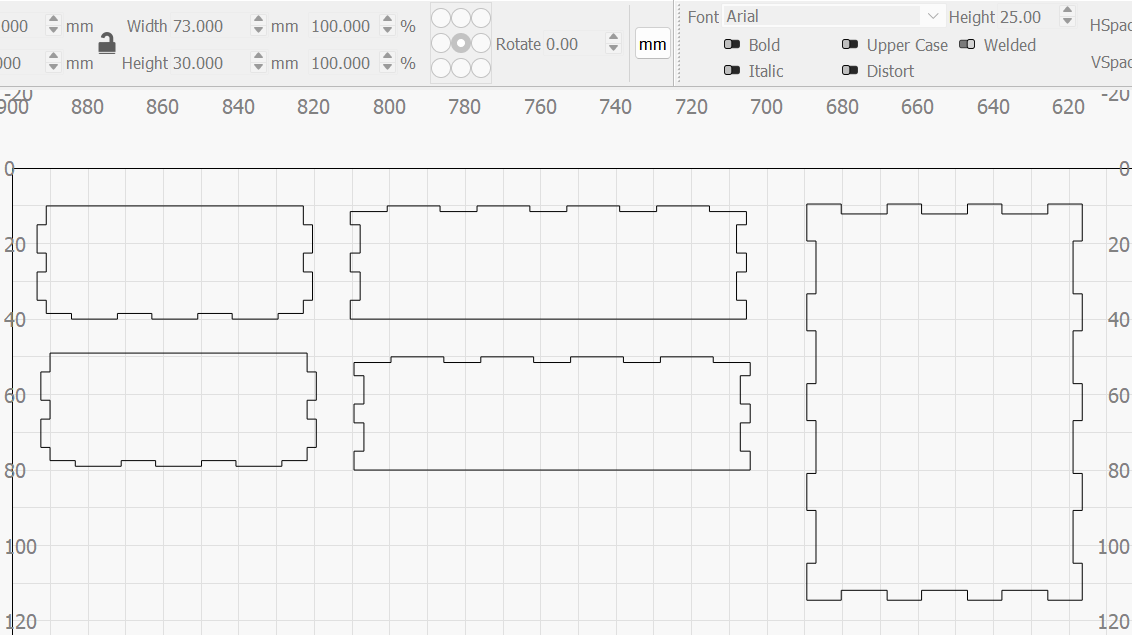 000 mm Width 73.000 mm 100.000 % Rotate 0.00 mm Font Arial Height 25.00 HSpac
Bold Upper Case Welded
000 mm Height 30.000 mm 100.000 % Italic Distort VSpac
-20 -20
900 880 860 840 820 800 780 760 740 720 700 680 660 640 620
0 0
20 20
40 40
60 60
80 80
100 100
120 120